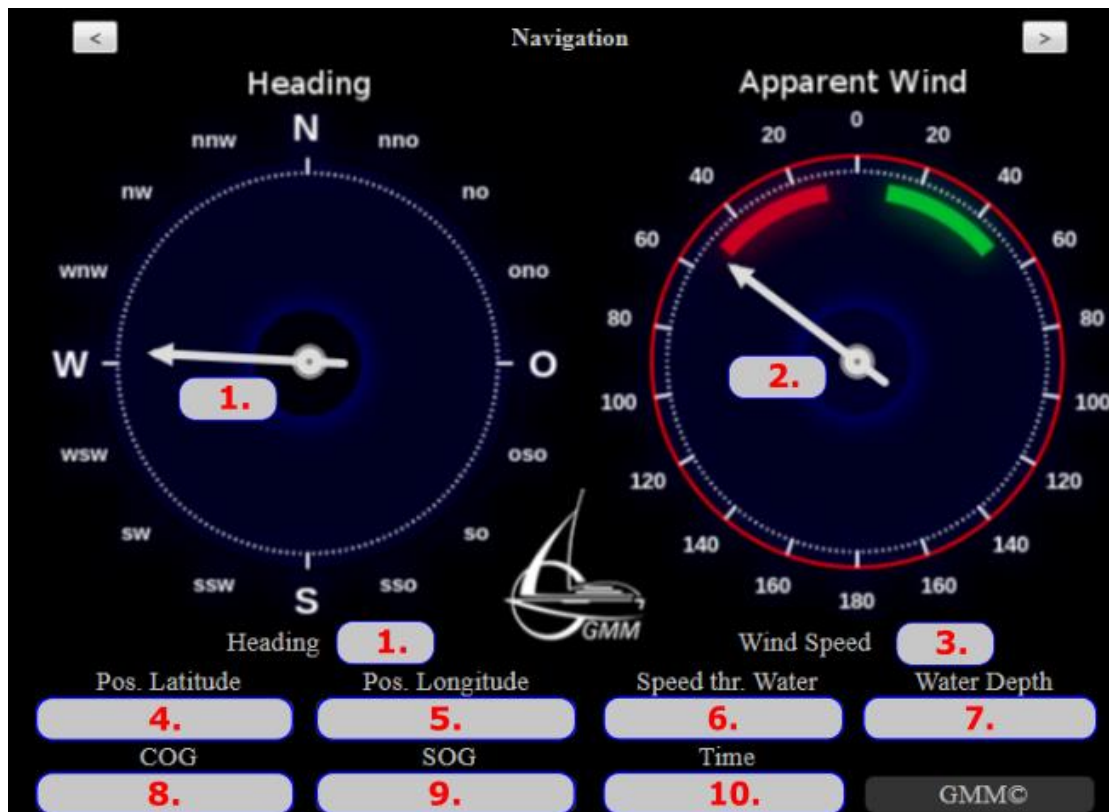 < Navigation >
Heading
N
nnw nno
nw no
wnw ono
W O
wsw oso
sw so
ssw sso
S
1.
Apparent Wind
0
20 20
40 40
60 60
80 80
100 100
120 120
140 140
160 160
180
2.
GMM
Heading 1. Wind Speed 3.
Pos. Latitude Pos. Longitude Speed thr. Water Water Depth
4. 5. 6. 7.
COG SOG Time
8. 9. 10. GMM©